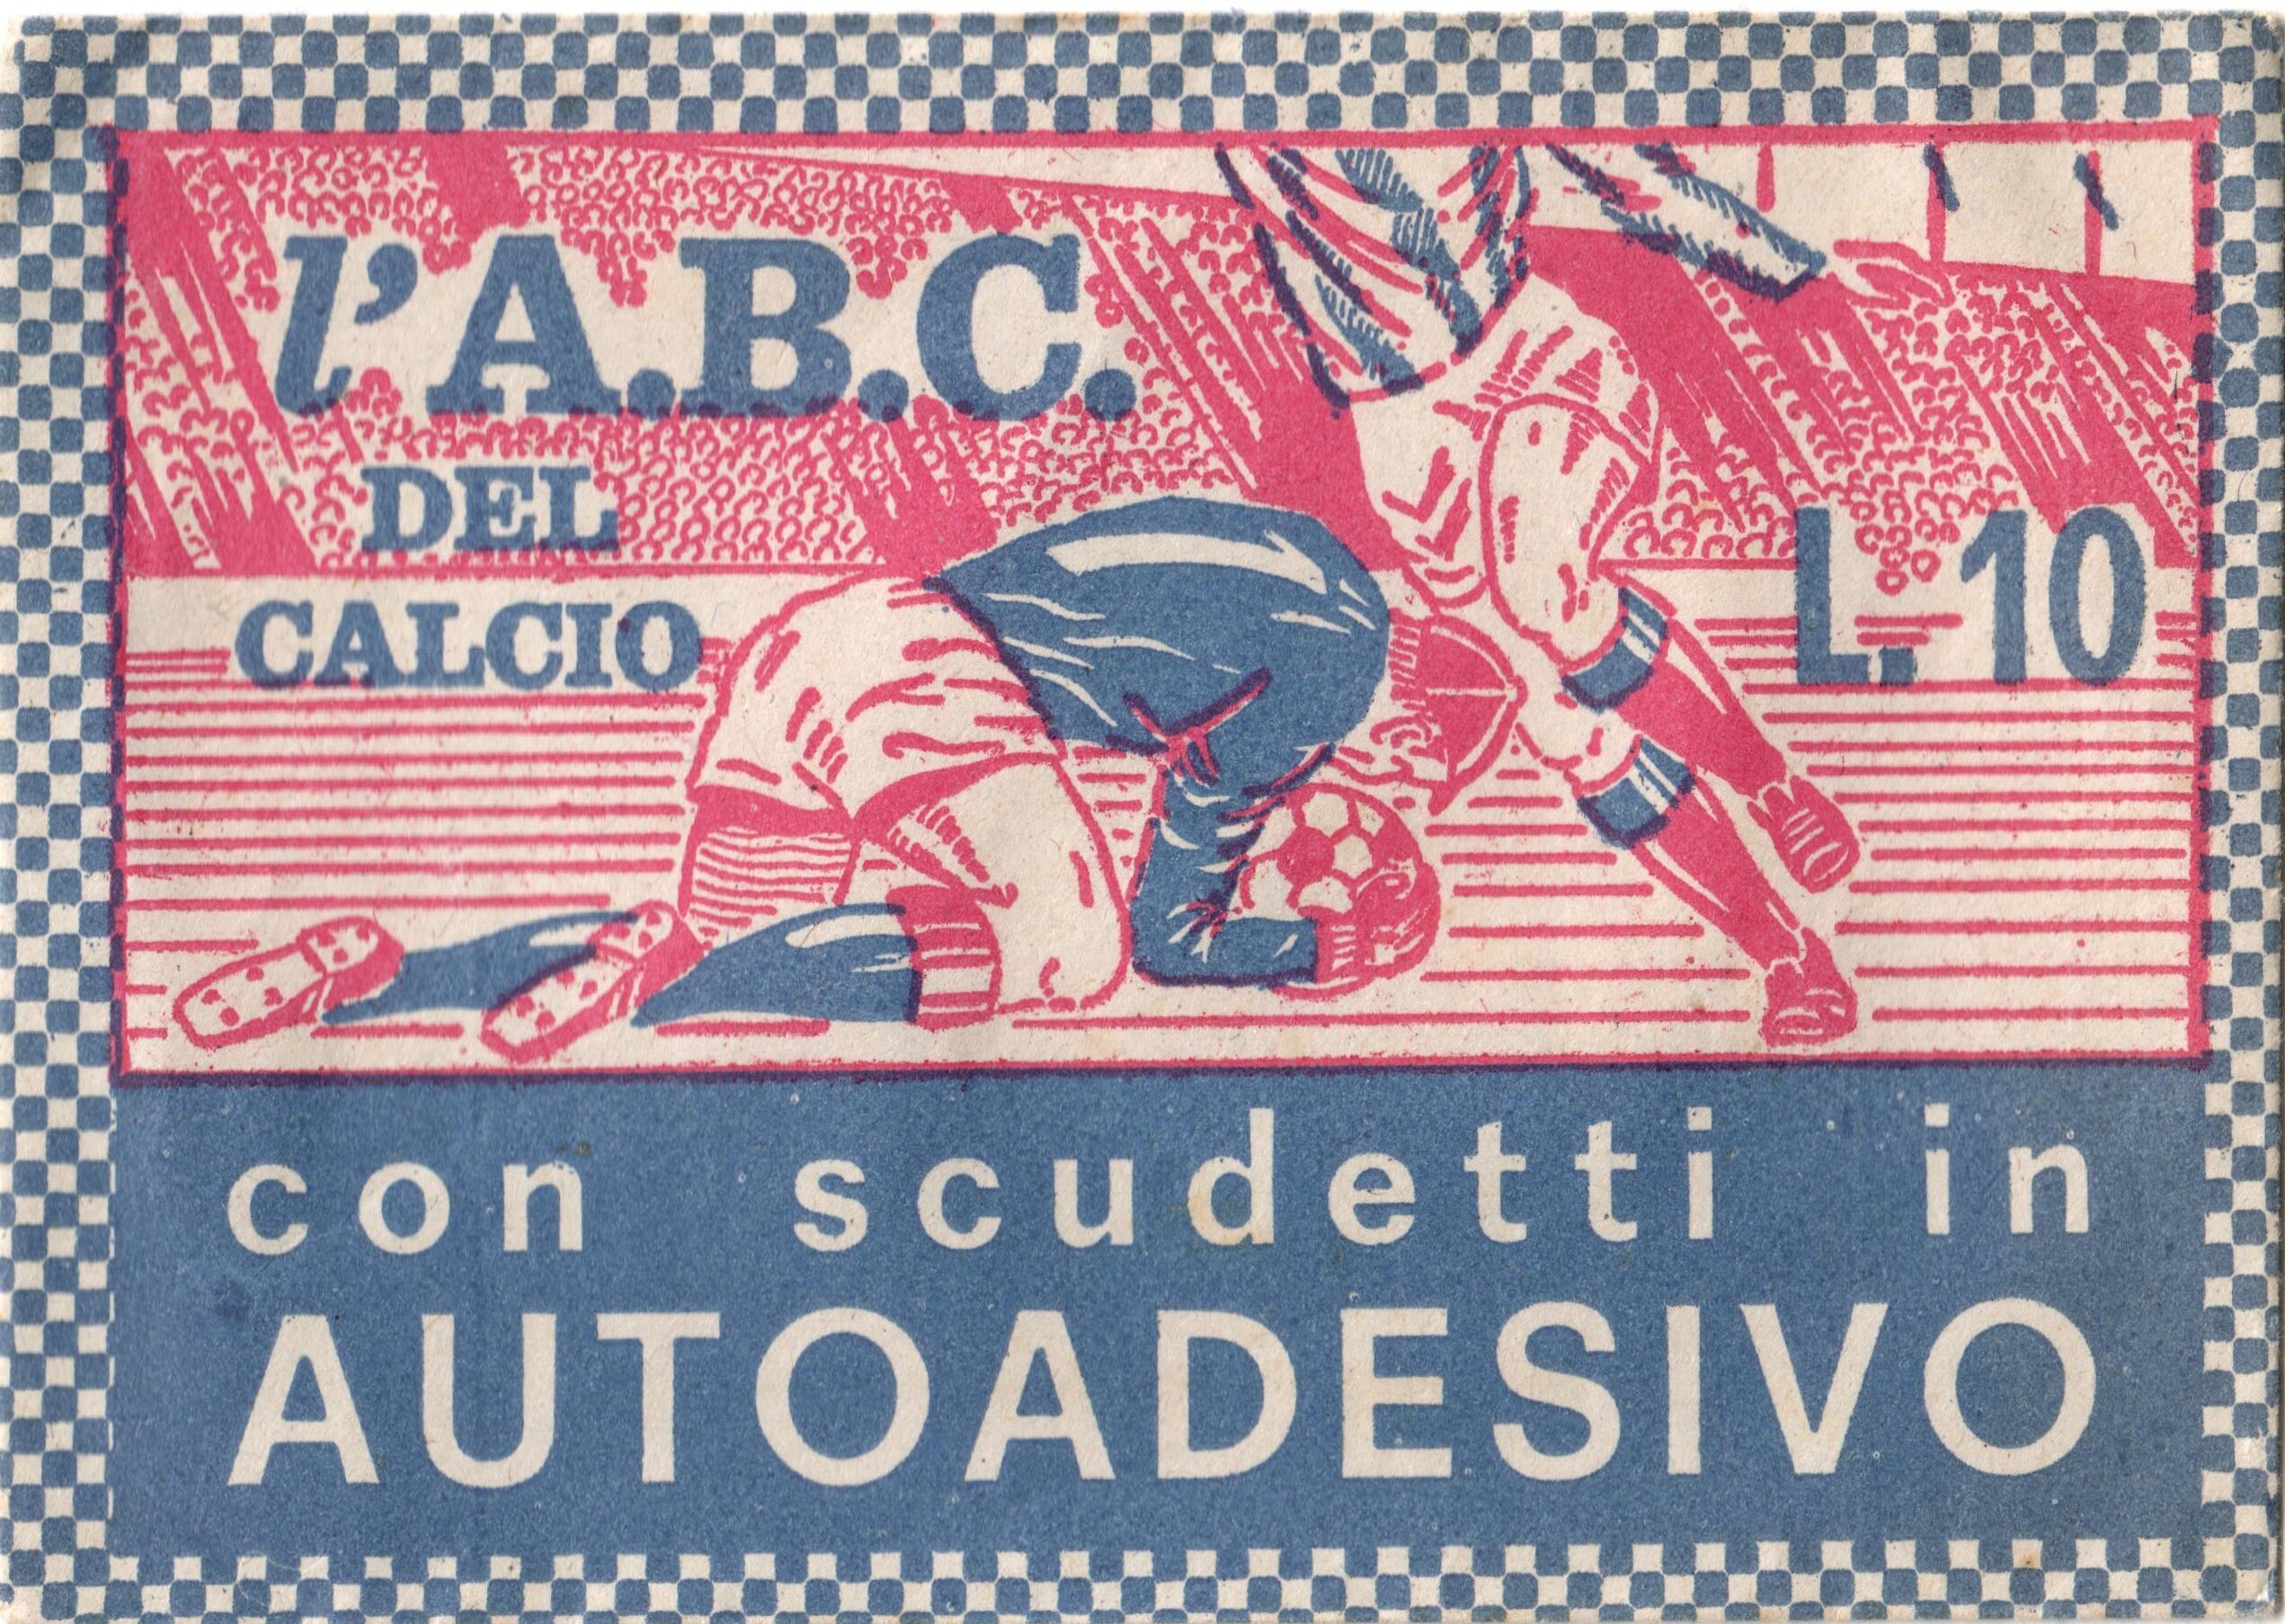 l'A.B.C.
DEL
CALCIO
L. 10
con scudetti in
AUTOADESIVO